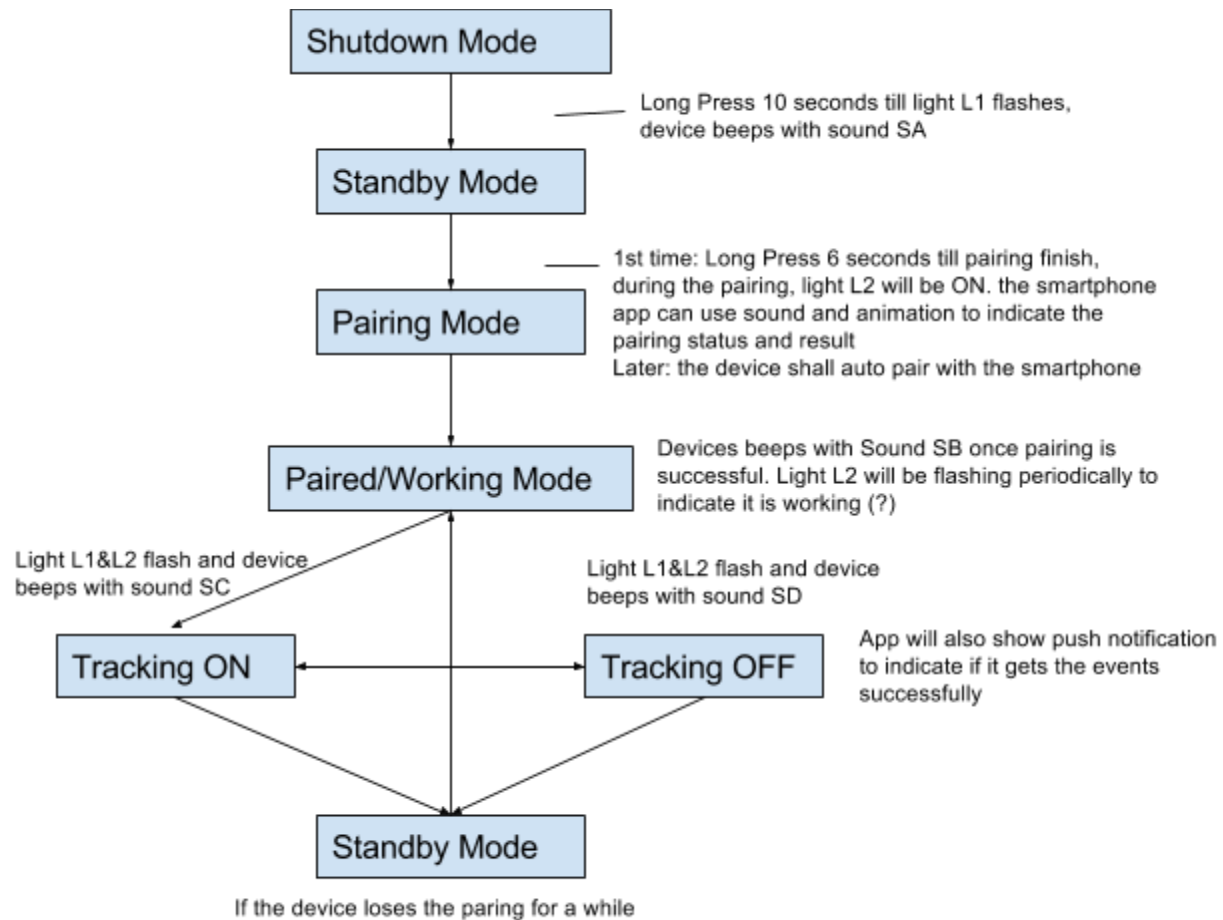 Shutdown Mode
Long Press 10 seconds till light L1 flashes,
device beeps with sound SA
Standby Mode
1st time: Long Press 6 seconds till pairing finish,
during the pairing, light L2 will be ON. the smartphone
app can use sound and animation to indicate the
pairing status and result
Later: the device shall auto pair with the smartphone
Pairing Mode
Paired/Working Mode
Devices beeps with Sound SB once pairing is
successful. Light L2 will be flashing periodically to
indicate it is working (?)
Light L1&L2 flash and device
beeps with sound SC
Light L1&L2 flash and device
beeps with sound SD
Tracking ON
Tracking OFF
App will also show push notification
to indicate if it gets the events
successfully
Standby Mode
If the device loses the paring for a while